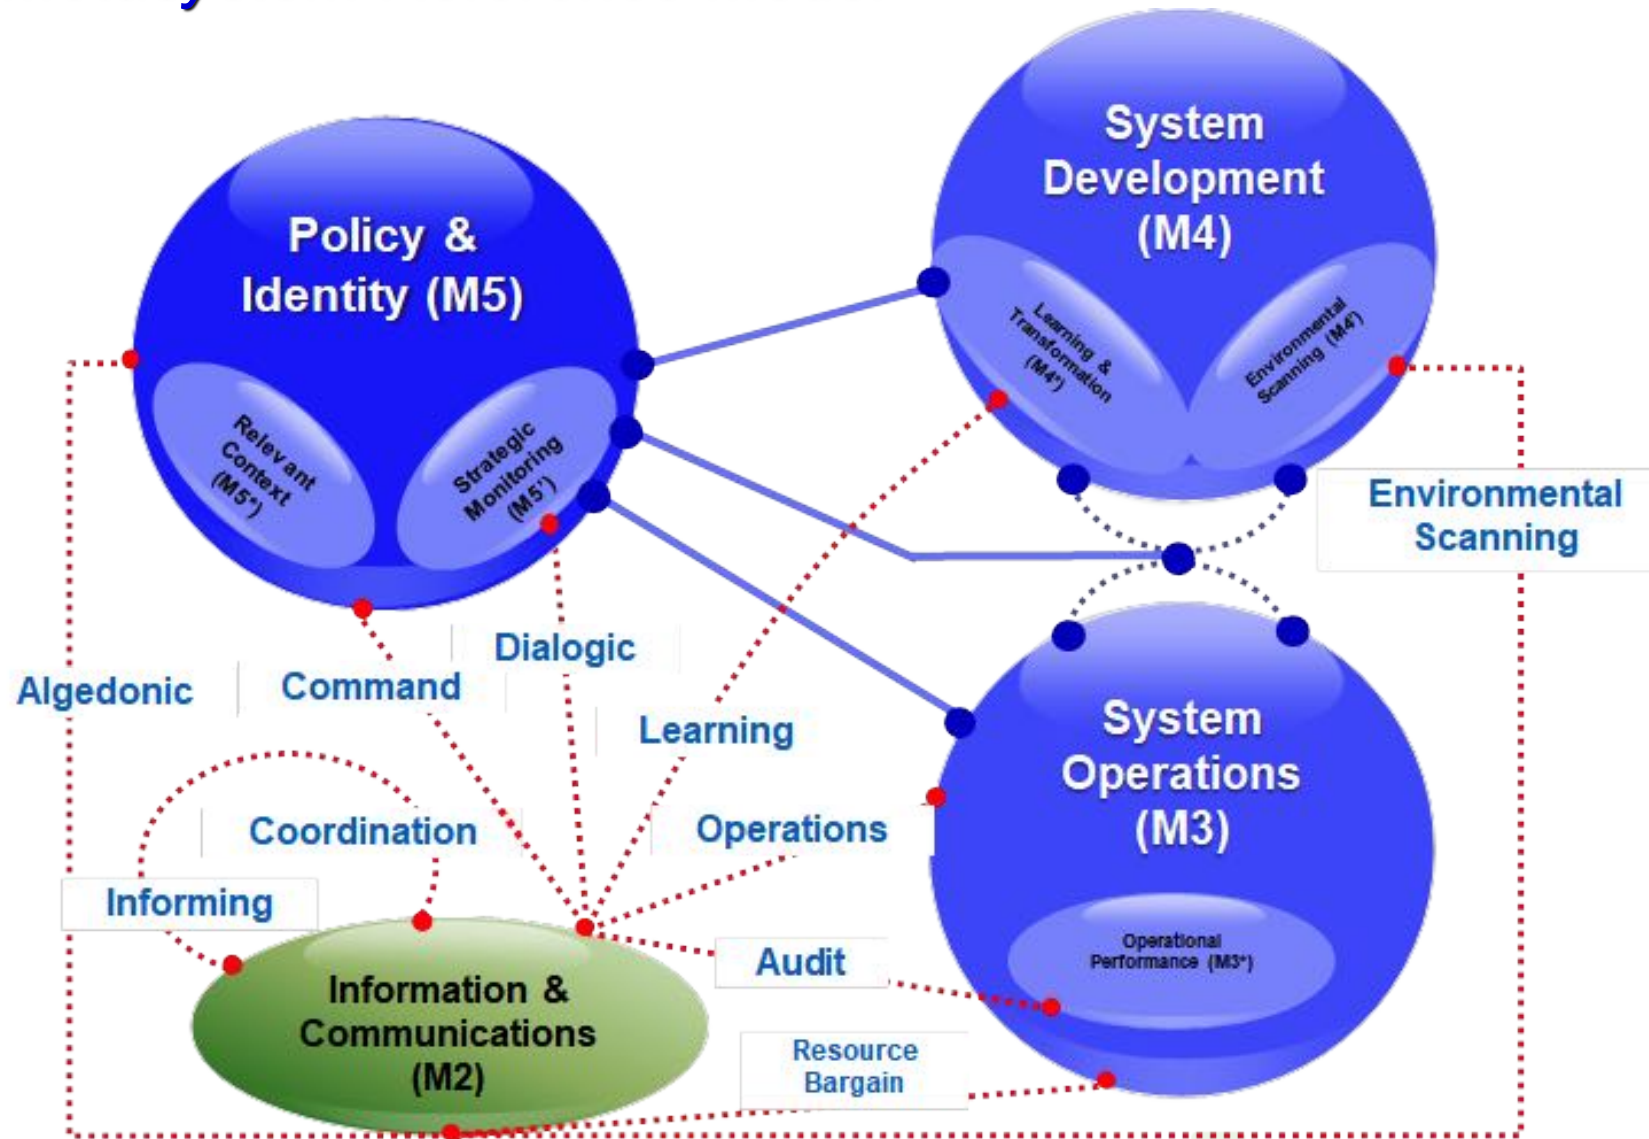 System
Development
(M4)
Policy &
Identity (M5)
Learning &
Transformation
(M4*)
Environmental
Scanning (M4')
Relevant
Context
(M5*)
Strategic
Monitoring
(M5')
Environmental
Scanning
Dialogic
Algedonic
Command
Learning
System
Operations
(M3)
Coordination
Operations
Informing
Operational
Performance (M3*)
Audit
Information &
Communications
(M2)
Resource
Bargain